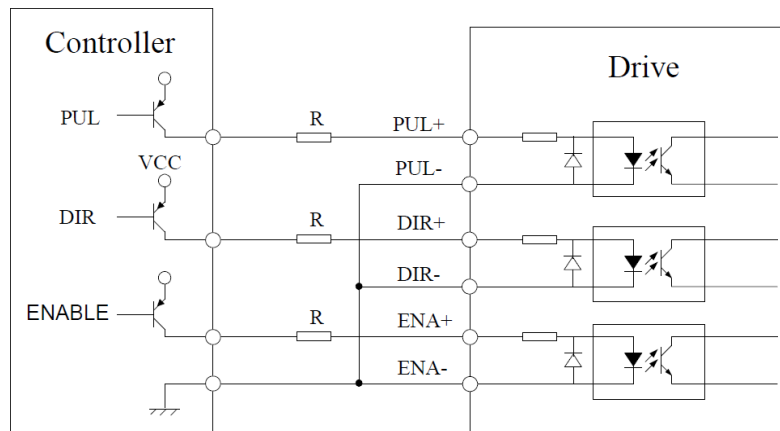 Controller
Drive
PUL
R
PUL+
VCC
PUL-
DIR
R
DIR+
DIR-
ENABLE
R
ENA+
ENA-